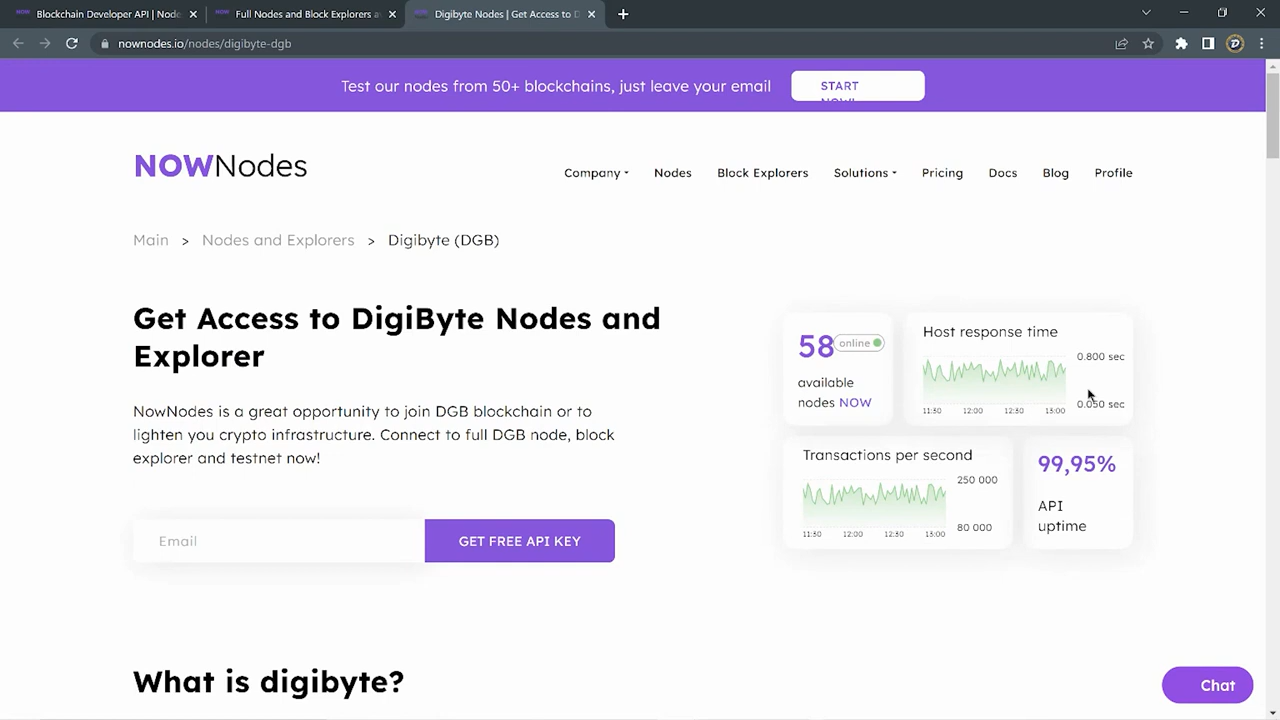 Blockchain Developer API | Node
Full Nodes and Block Explorers av
Digibyte Nodes | Get Access to D
nownodes.io/nodes/digibyte-dgb
Test our nodes from 50+ blockchains, just leave your email
START
NOW!
NOWNodes
Company
Nodes
Block Explorers
Solutions
Pricing
Docs
Blog
Profile
Main > Nodes and Explorers > Digibyte (DGB)
Get Access to DigiByte Nodes and
Explorer
NowNodes is a great opportunity to join DGB blockchain or to
lighten you crypto infrastructure. Connect to full DGB node, block
explorer and testnet now!
Email
GET FREE API KEY
58 online
available
nodes NOW
Host response time
0.800 sec
0.050 sec
11:30 12:00 12:30 13:00
Transactions per second
250 000
80 000
11:30 12:00 12:30 13:00
99,95%
API
uptime
What is digibyte?
Chat